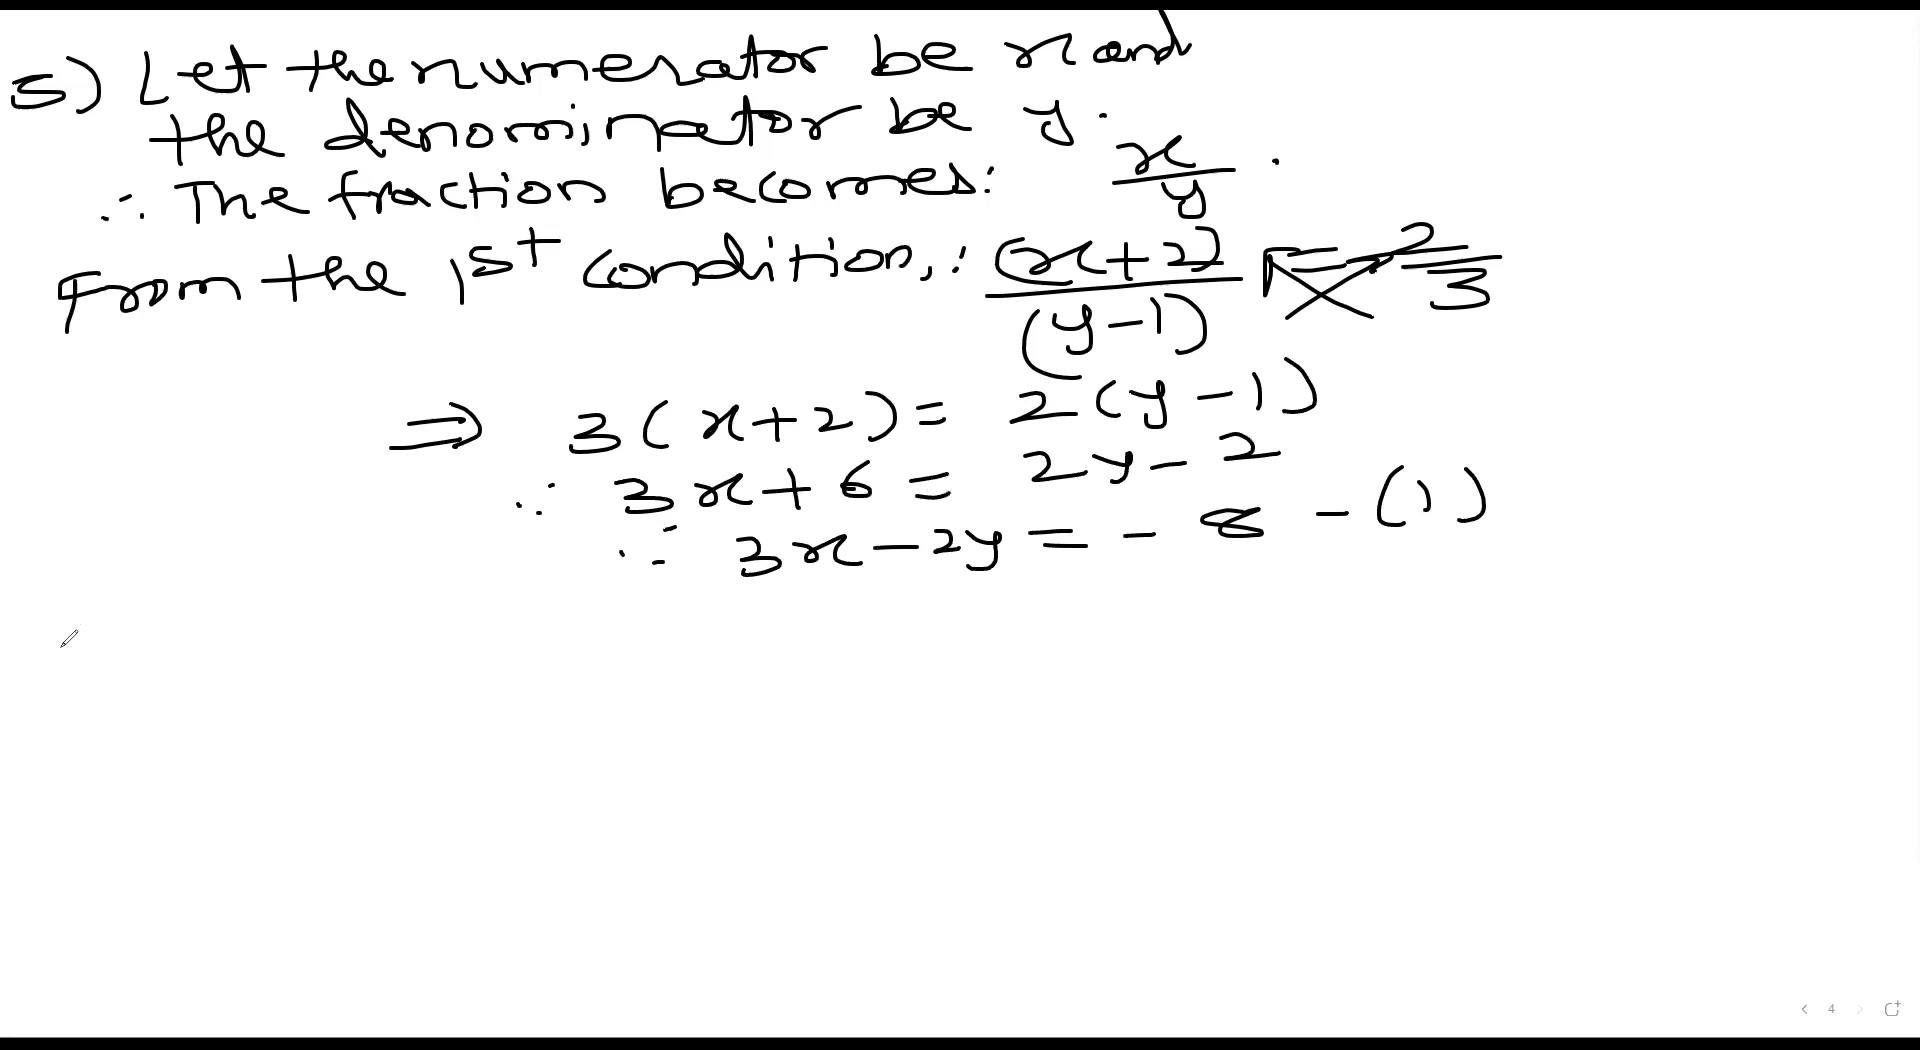 5) Let the numerator be x and
the denominator be y.
∴ The fraction becomes: x/y.
From the 1st condition,: (x+2)/(y-1) = 2/3
⇒ 3(x+2) = 2(y-1)
∵ 3x+6 = 2y-2
∵ 3x-2y = -8 -(1)
4